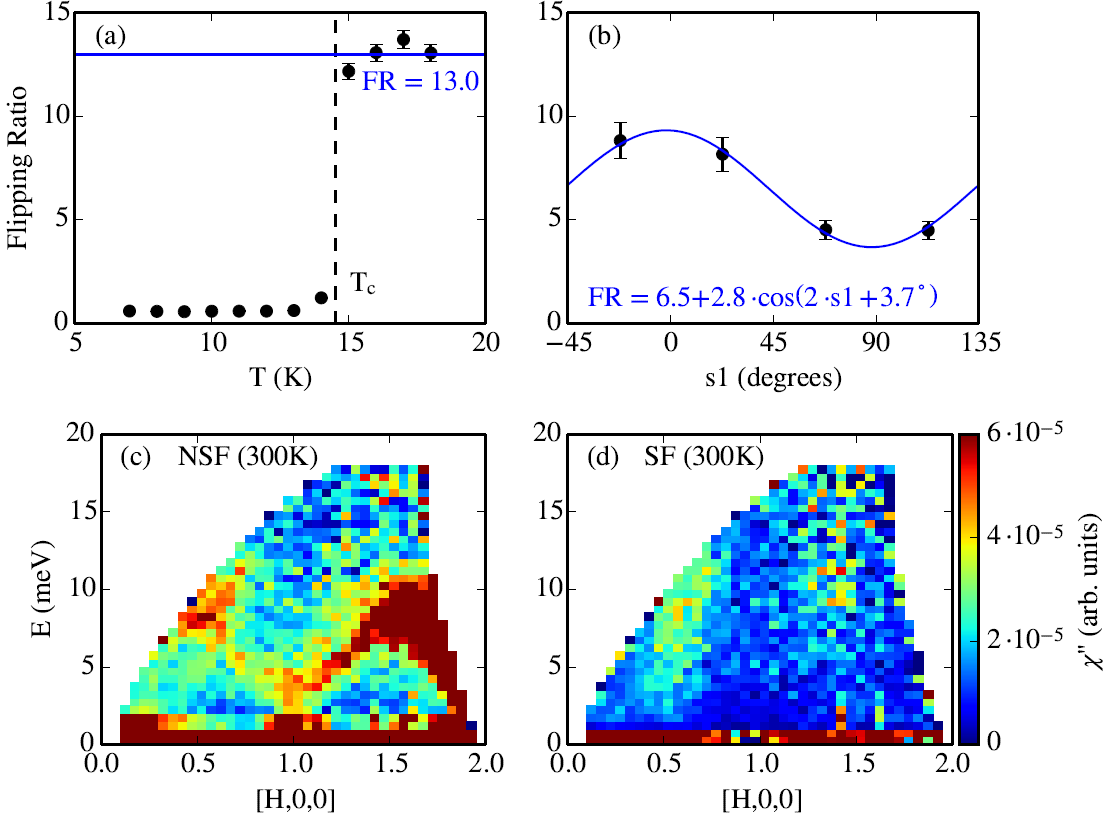 15
(a)
FR = 13.0
10
Flipping Ratio
5
T_c
0
5
10
15
20
T (K)
15
(b)
10
5
FR = 6.5+2.8·cos(2·s1+3.7°)
0
−45
0
45
90
135
s1 (degrees)
20
(c) NSF (300K)
15
10
E (meV)
5
0
0.0
0.5
1.0
1.5
2.0
[H,0,0]
20
(d) SF (300K)
15
10
5
0
0.0
0.5
1.0
1.5
2.0
[H,0,0]
6·10⁻⁵
4·10⁻⁵
2·10⁻⁵
0
χ" (arb. units)